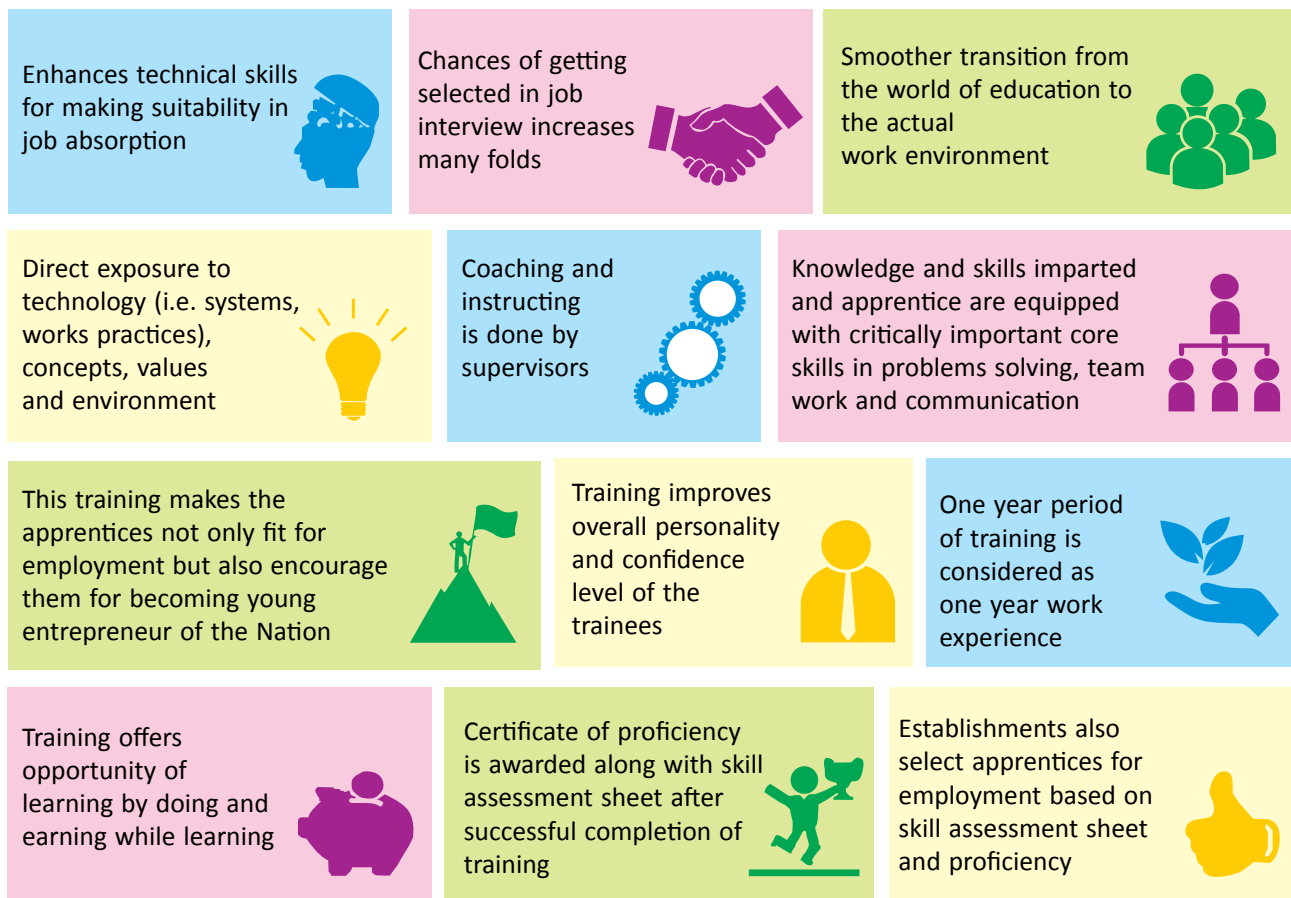 Enhances technical skills
for making suitability in
job absorption
Chances of getting
selected in job
interview increases
many folds
Smoother transition from
the world of education to
the actual
work environment
Direct exposure to
technology (i.e. systems,
works practices),
concepts, values
and environment
Coaching and
instructing
is done by
supervisors
Knowledge and skills imparted
and apprentice are equipped
with critically important core
skills in problems solving, team
work and communication
This training makes the
apprentices not only fit for
employment but also encourage
them for becoming young
entrepreneur of the Nation
Training improves
overall personality
and confidence
level of the
trainees
One year period
of training is
considered as
one year work
experience
Training offers
opportunity of
learning by doing and
earning while learning
Certificate of proficiency
is awarded along with skill
assessment sheet after
successful completion of
training
Establishments also
select apprentices for
employment based on
skill assessment sheet
and proficiency